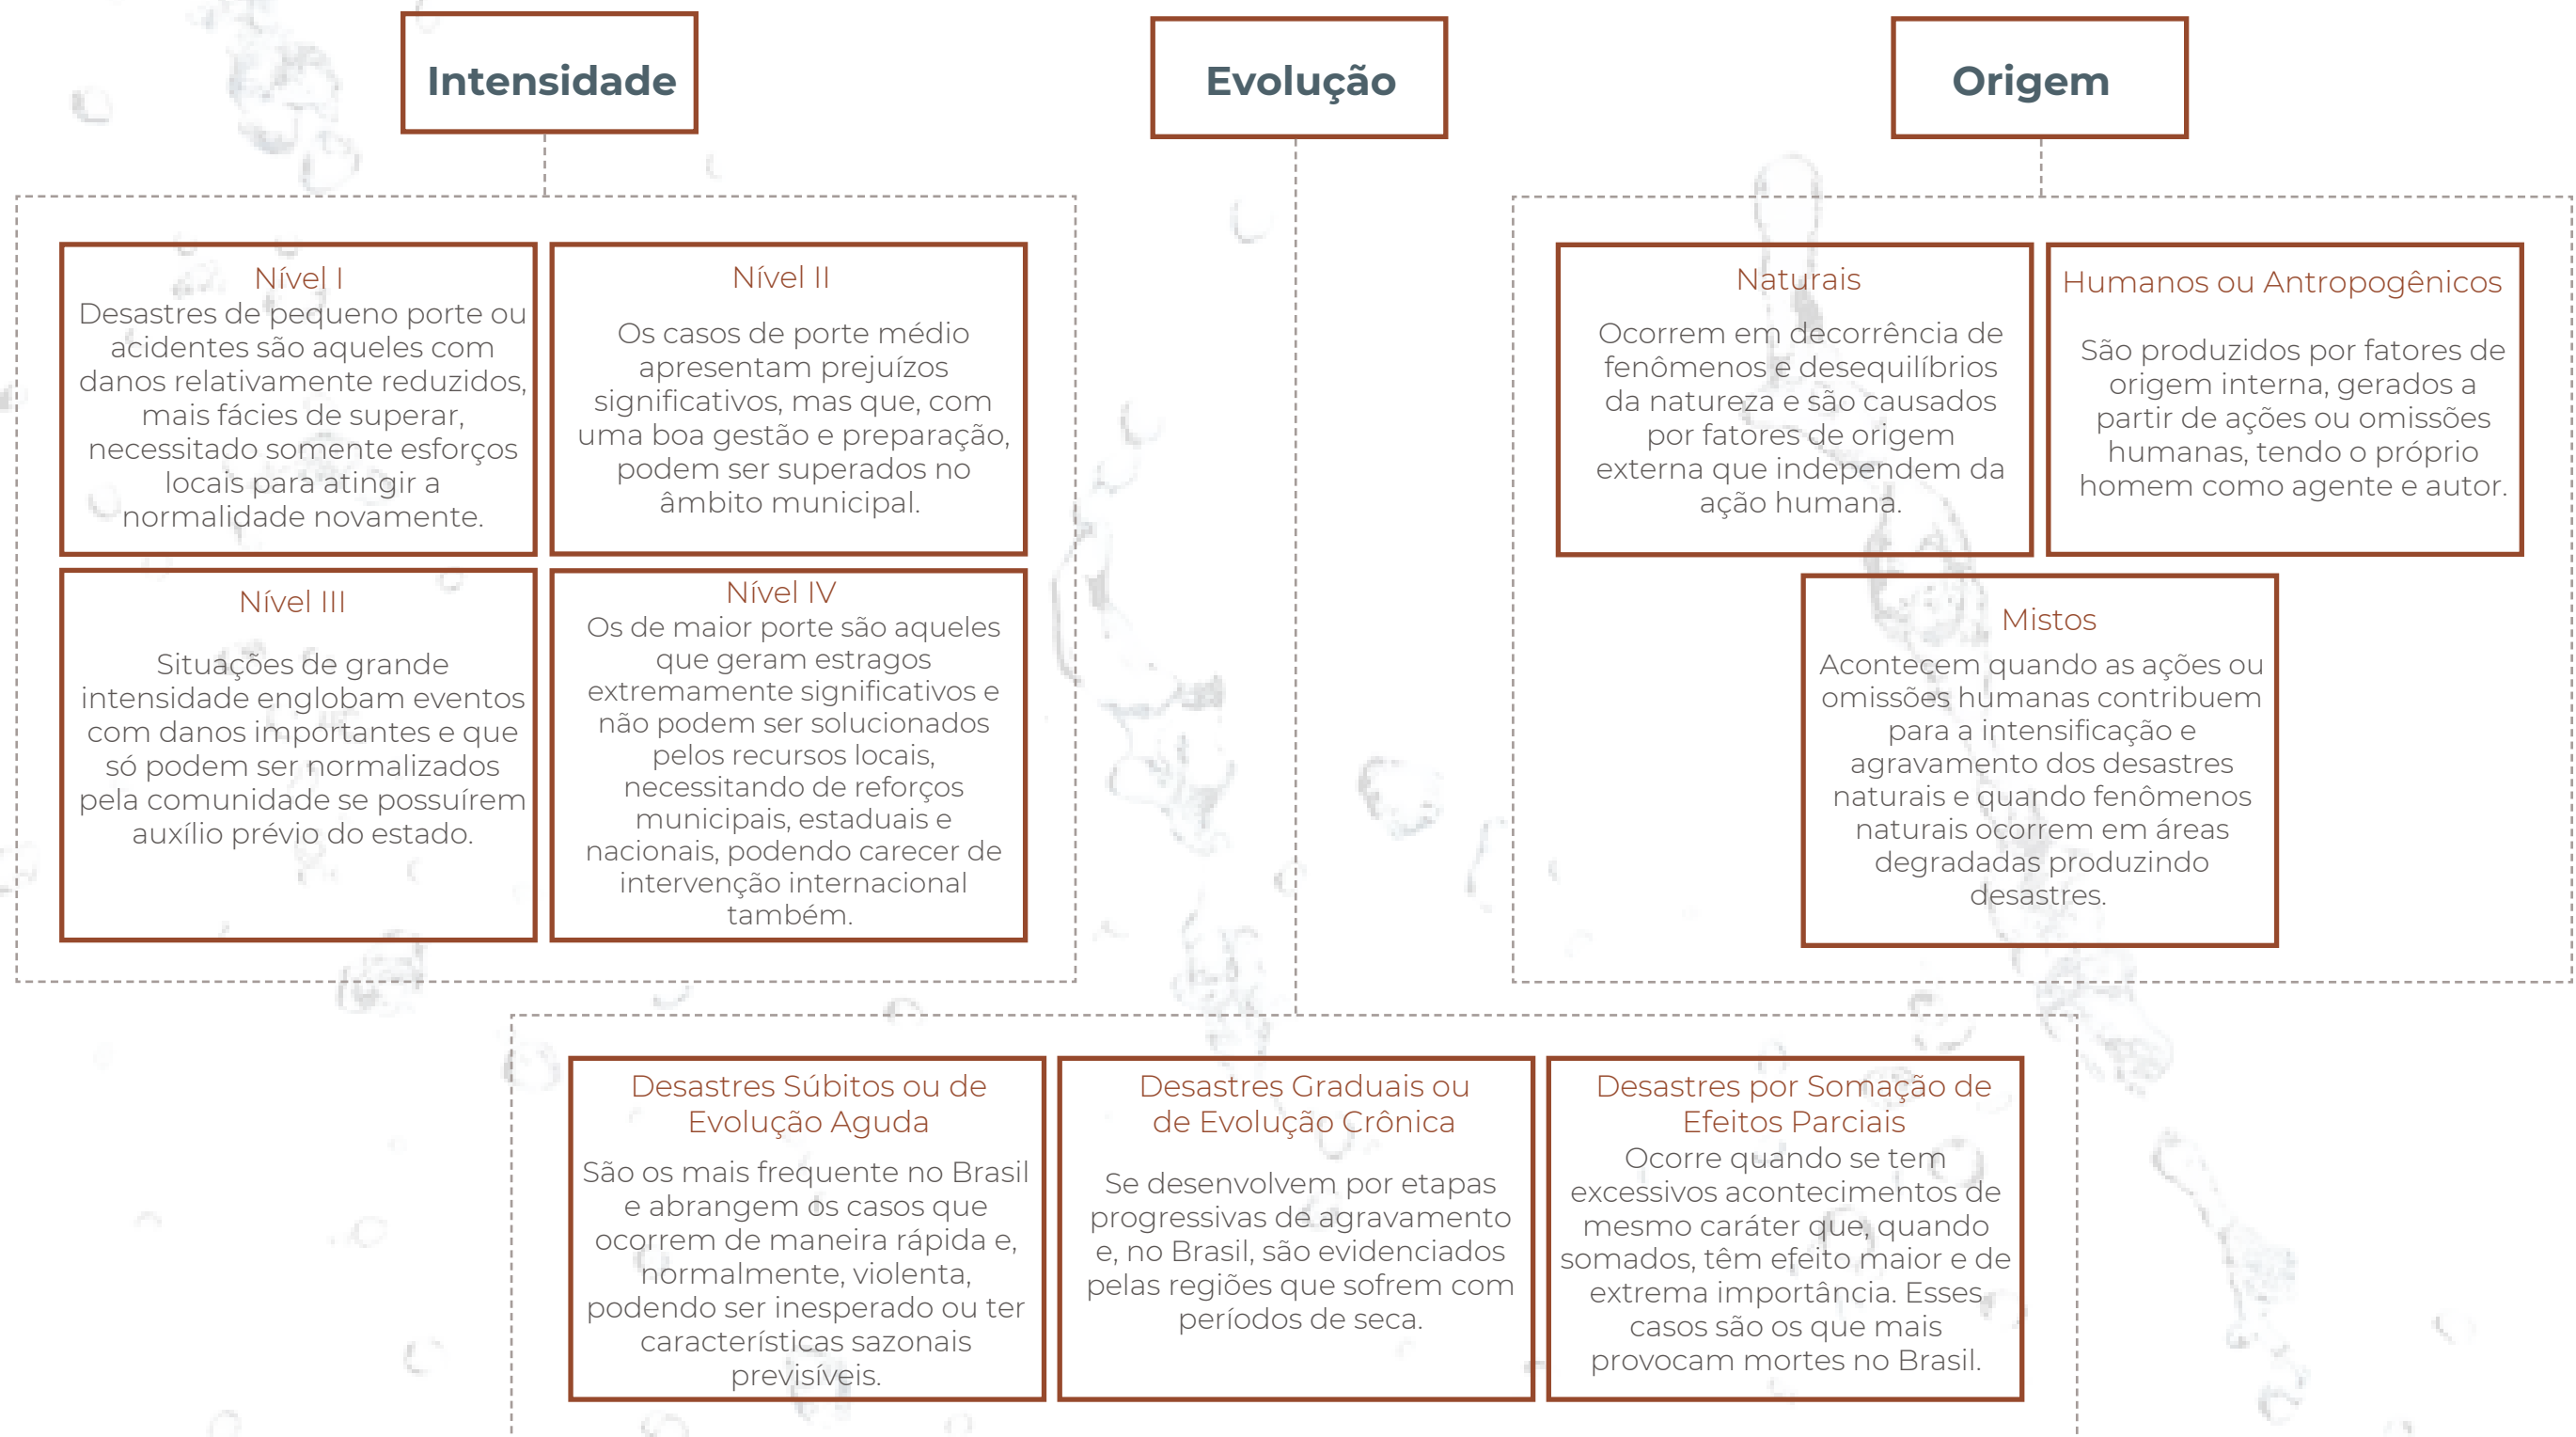 Intensidade
Evolução
Origem
Nível I
Desastres de pequeno porte ou
acidentes são aqueles com
danos relativamente reduzidos,
mais fácies de superar,
necessitado somente esforços
locais para atingir a
normalidade novamente.
Nível II
Os casos de porte médio
apresentam prejuízos
significativos, mas que, com
uma boa gestão e preparação,
podem ser superados no
âmbito municipal.
Nível III
Situações de grande
intensidade englobam eventos
com danos importantes e que
só podem ser normalizados
pela comunidade se possuírem
auxílio prévio do estado.
Nível IV
Os de maior porte são aqueles
que geram estragos
extremamente significativos e
não podem ser solucionados
pelos recursos locais,
necessitando de reforços
municipais, estaduais e
nacionais, podendo carecer de
intervenção internacional
também.
Naturais
Ocorrem em decorrência de
fenômenos e desequilíbrios
da natureza e são causados
por fatores de origem
externa que independem da
ação humana.
Humanos ou Antropogênicos
São produzidos por fatores de
origem interna, gerados a
partir de ações ou omissões
humanas, tendo o próprio
homem como agente e autor.
Mistos
Acontecem quando as ações ou
omissões humanas contribuem
para a intensificação e
agravamento dos desastres
naturais e quando fenômenos
naturais ocorrem em áreas
degradadas produzindo
desastres.
Desastres Súbitos ou de
Evolução Aguda
São os mais frequente no Brasil
e abrangem os casos que
ocorrem de maneira rápida e,
normalmente, violenta,
podendo ser inesperado ou ter
características sazonais
previsíveis.
Desastres Graduais ou
de Evolução Crônica
Se desenvolvem por etapas
progressivas de agravamento
e, no Brasil, são evidenciados
pelas regiões que sofrem com
períodos de seca.
Desastres por Somação de
Efeitos Parciais
Ocorre quando se tem
excessivos acontecimentos de
mesmo caráter que, quando
somados, têm efeito maior e de
extrema importância. Esses
casos são os que mais
provocam mortes no Brasil.